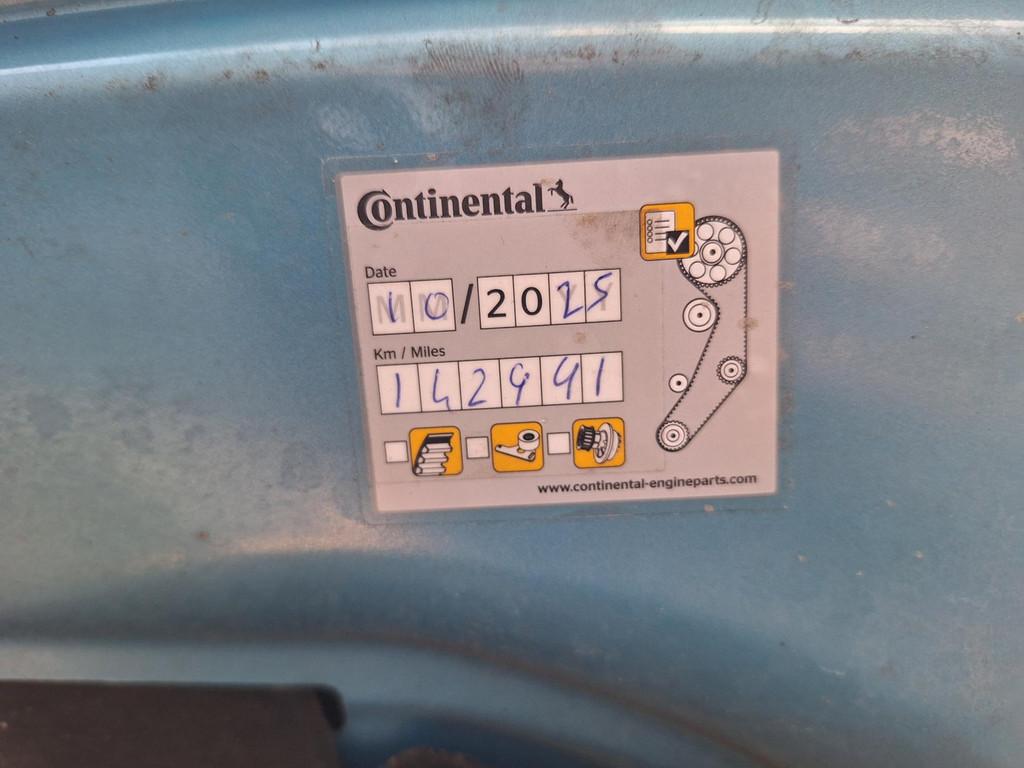 Continental
Date
10/2025
Km / Miles
142941
www.continental-engineparts.com